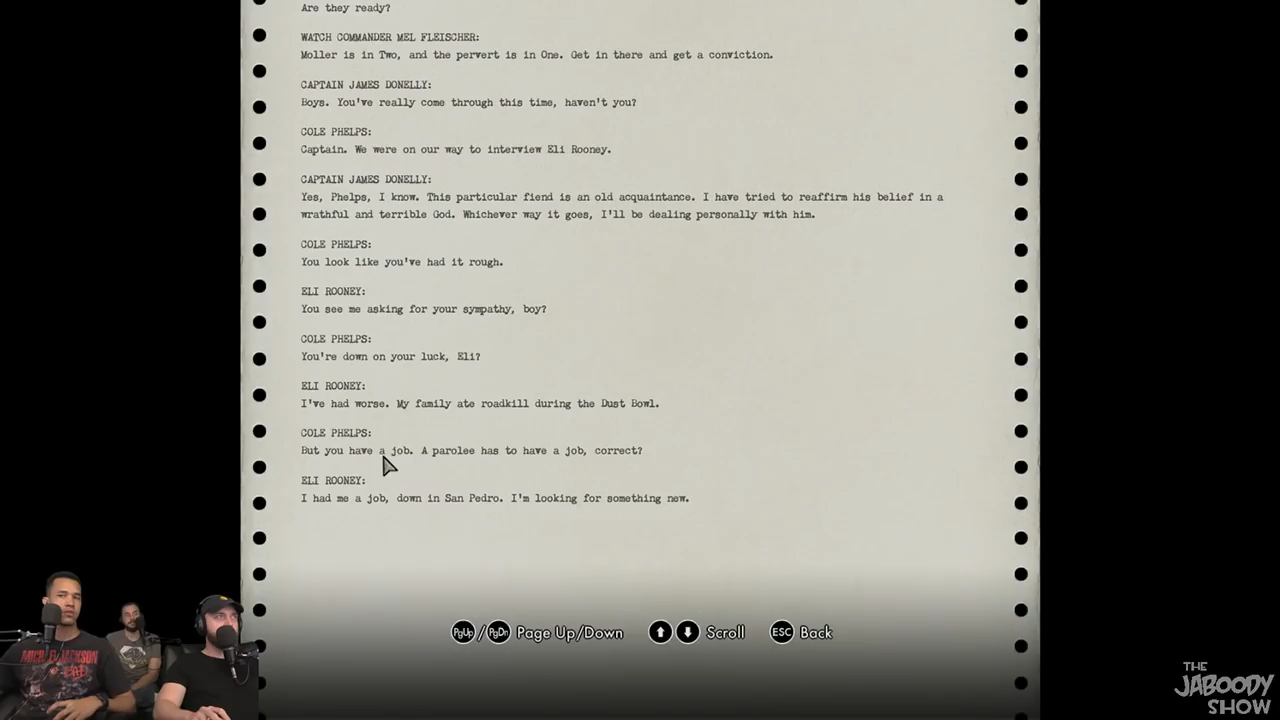 Are they ready?
WATCH COMMANDER MEL FLEISCHER:
Moller is in Two, and the pervert is in One. Get in there and get a conviction.
CAPTAIN JAMES DONELLY:
Boys. You've really come through this time, haven't you?
COLE PHELPS:
Captain. We were on our way to interview Eli Rooney.
CAPTAIN JAMES DONELLY:
Yes, Phelps, I know. This particular fiend is an old acquaintance. I have tried to reaffirm his belief in a
wrathful and terrible God. Whichever way it goes, I'll be dealing personally with him.
COLE PHELPS:
You look like you've had it rough.
ELI ROONEY:
You see me asking for your sympathy, boy?
COLE PHELPS:
You're down on your luck, Eli?
ELI ROONEY:
I've had worse. My family ate roadkill during the Dust Bowl.
COLE PHELPS:
But you have a job. A parolee has to have a job, correct?
ELI ROONEY:
I had me a job, down in San Pedro. I'm looking for something new.
PgUp/PgDn Page Up/Down Scroll ESC Back
JACKSON
THE
JABOODY
SHOW